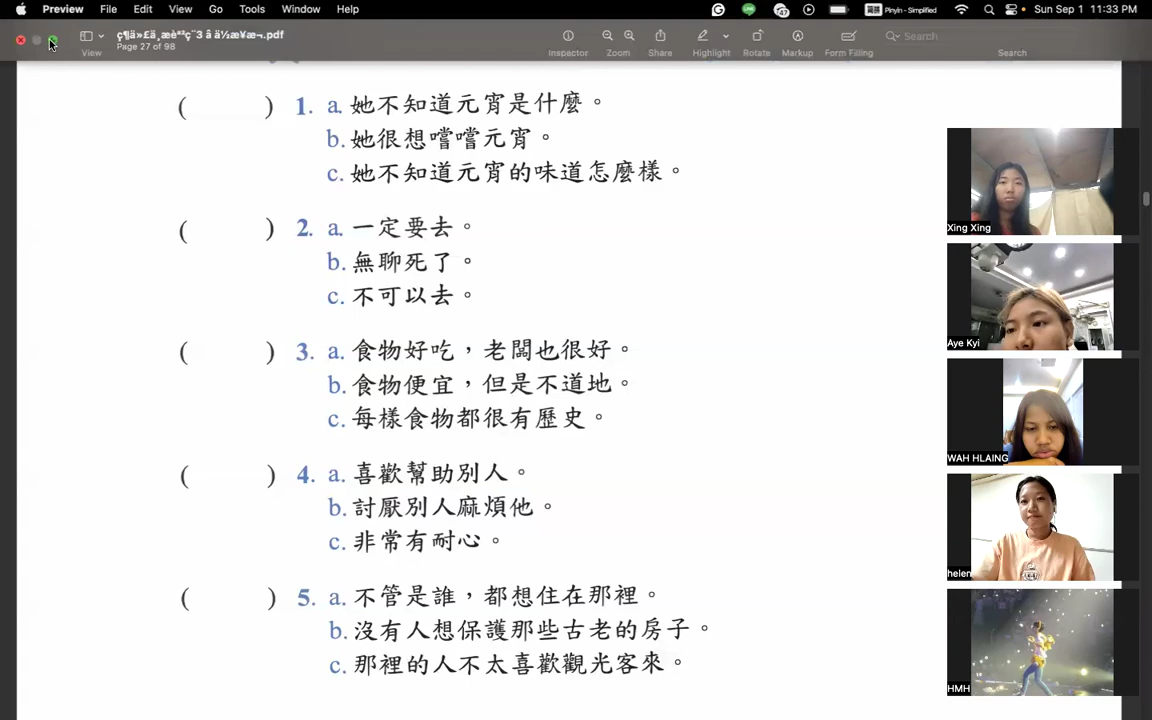 Preview File Edit View Go Tools Window Help
47 簡拼 Pinyin - Simplified Sun Sep 1 11:33 PM
Page 27 of 98
View Inspector Zoom Share Highlight Rotate Markup Form Filling Search
Search
( ) 1. a. 她不知道元宵是什麼。
b. 她很想嚐嚐元宵。
c. 她不知道元宵的味道怎麼樣。
( ) 2. a. 一定要去。
b. 無聊死了。
c. 不可以去。
( ) 3. a. 食物好吃，老闆也很好。
b. 食物便宜，但是不道地。
c. 每樣食物都很有歷史。
( ) 4. a. 喜歡幫助別人。
b. 討厭別人麻煩他。
c. 非常有耐心。
( ) 5. a. 不管是誰，都想住在那裡。
b. 沒有人想保護那些古老的房子。
c. 那裡的人不太喜歡觀光客來。
Xing Xing
Aye Kyi
WAH HLAING
helen
HMH